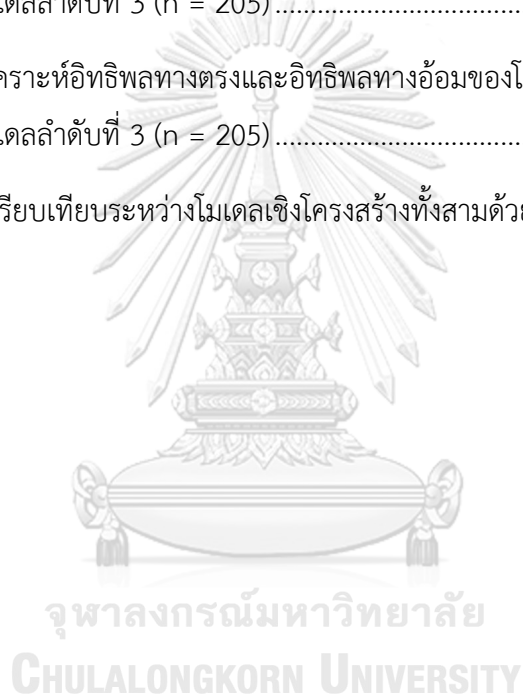 เดลลำดับที่ 3 (n = 205)
คราะห์อิทธิพลทางตรงและอิทธิพลทางอ้อมของโ
เดลลำดับที่ 3 (n = 205)
รียบเทียบระหว่างโมเดลเชิงโครงสร้างทั้งสามด้วย
จุฬาลงกรณ์มหาวิทยาลัย
CHULALONGKORN UNIVERSITY